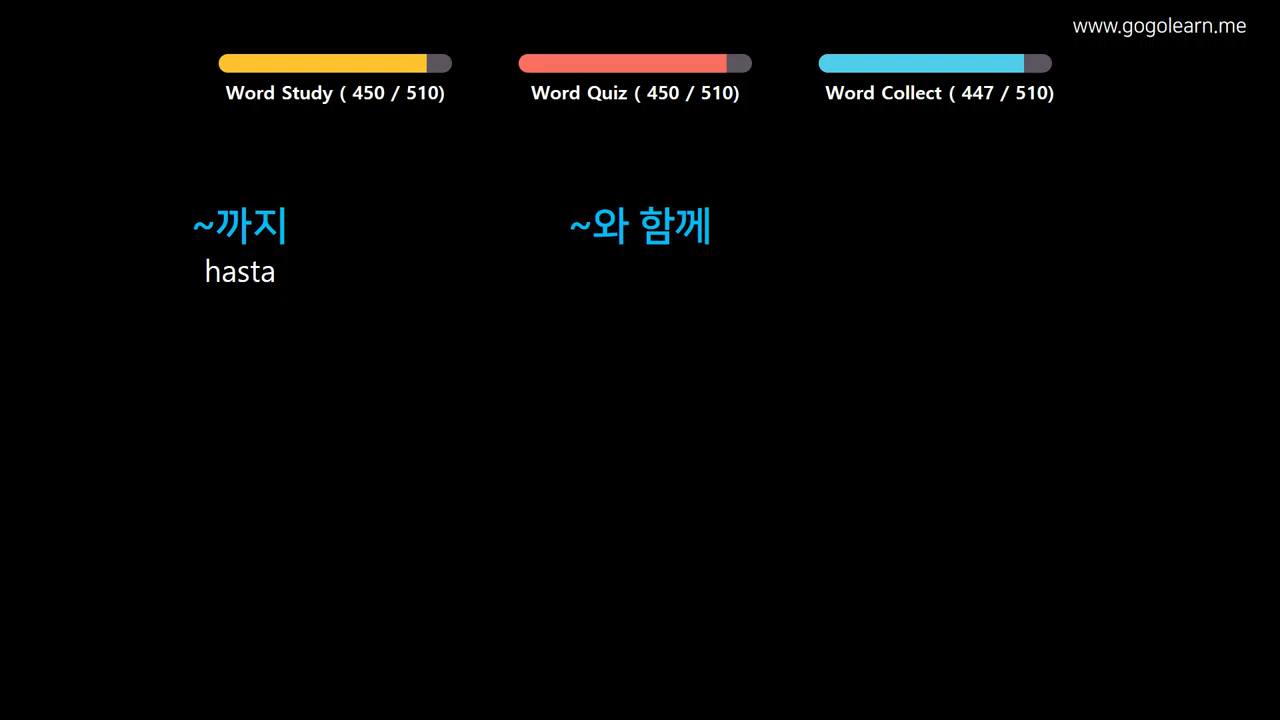 www.gogolearn.me
Word Study ( 450 / 510)
Word Quiz ( 450 / 510)
Word Collect ( 447 / 510)
~까지
hasta
~와 함께